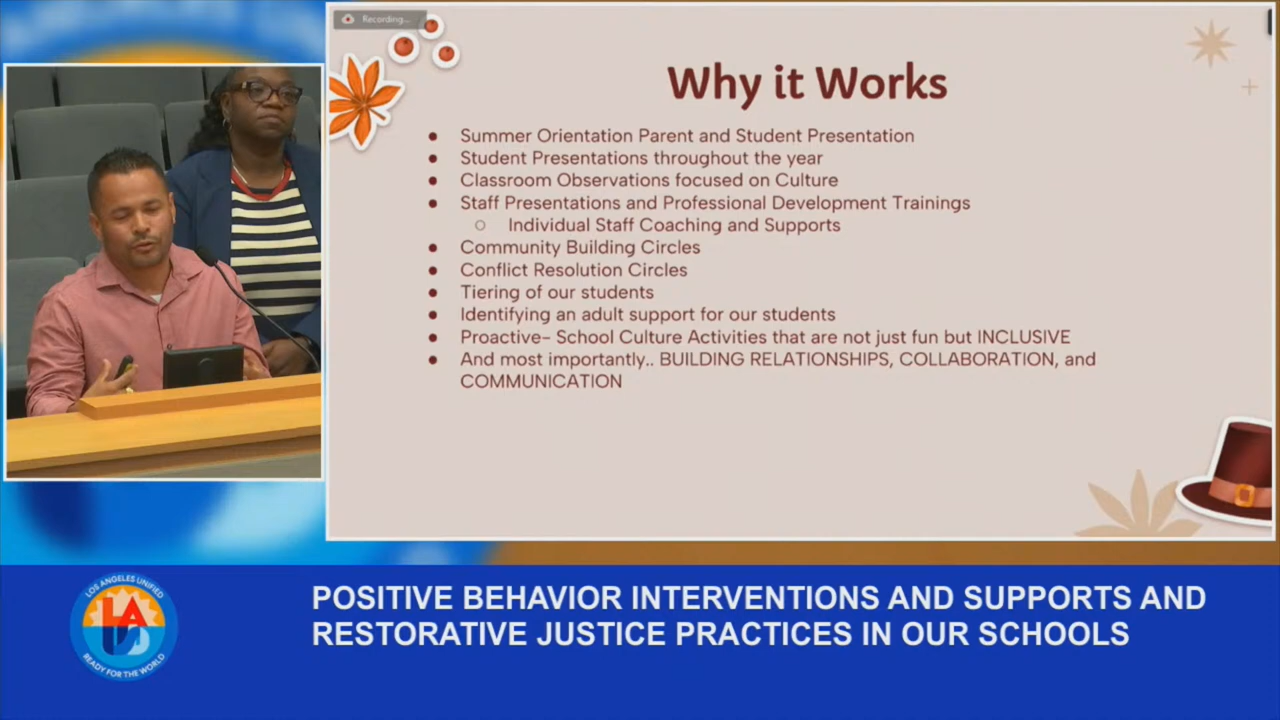 Recording...
Why it Works
● Summer Orientation Parent and Student Presentation
● Student Presentations throughout the year
● Classroom Observations focused on Culture
● Staff Presentations and Professional Development Trainings
○ Individual Staff Coaching and Supports
● Community Building Circles
● Conflict Resolution Circles
● Tiering of our students
● Identifying an adult support for our students
● Proactive- School Culture Activities that are not just fun but INCLUSIVE
● And most importantly.. BUILDING RELATIONSHIPS, COLLABORATION, and
COMMUNICATION
LOS ANGELES UNIFIED
LAUSD
READY FOR THE WORLD
POSITIVE BEHAVIOR INTERVENTIONS AND SUPPORTS AND
RESTORATIVE JUSTICE PRACTICES IN OUR SCHOOLS